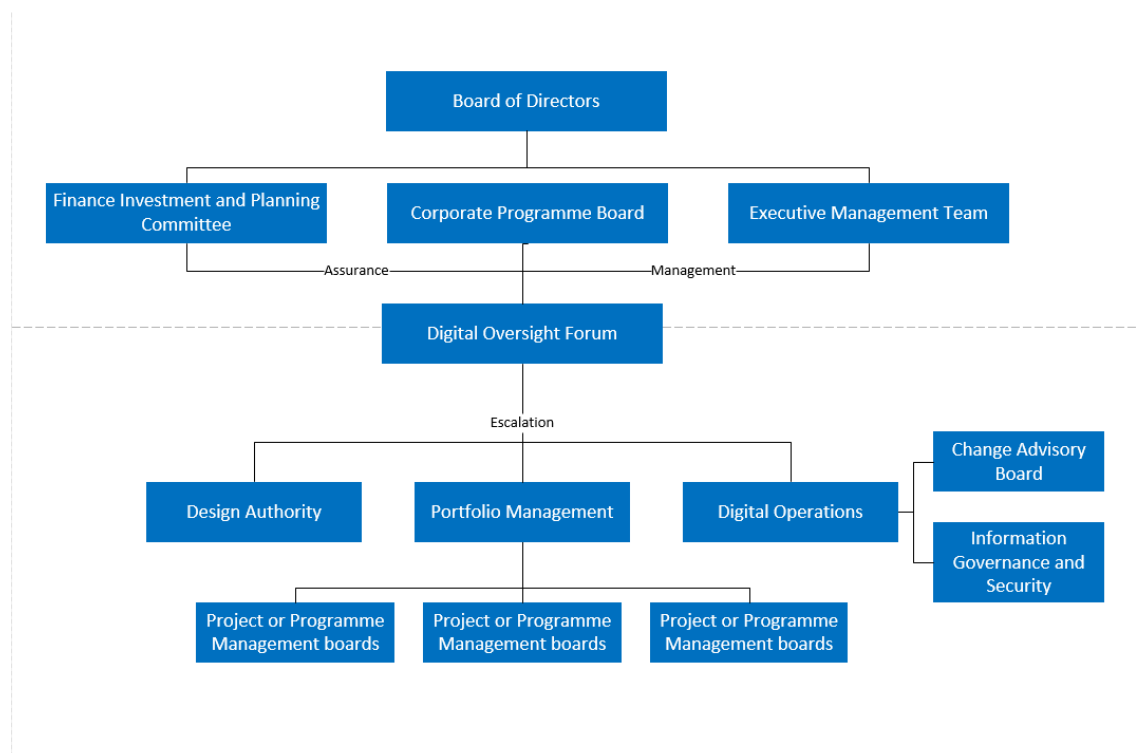 Board of Directors
Finance Investment and Planning
Committee
Corporate Programme Board
Executive Management Team
Assurance
Management
Digital Oversight Forum
Escalation
Design Authority
Portfolio Management
Digital Operations
Change Advisory
Board
Information
Governance and
Security
Project or Programme
Management boards
Project or Programme
Management boards
Project or Programme
Management boards